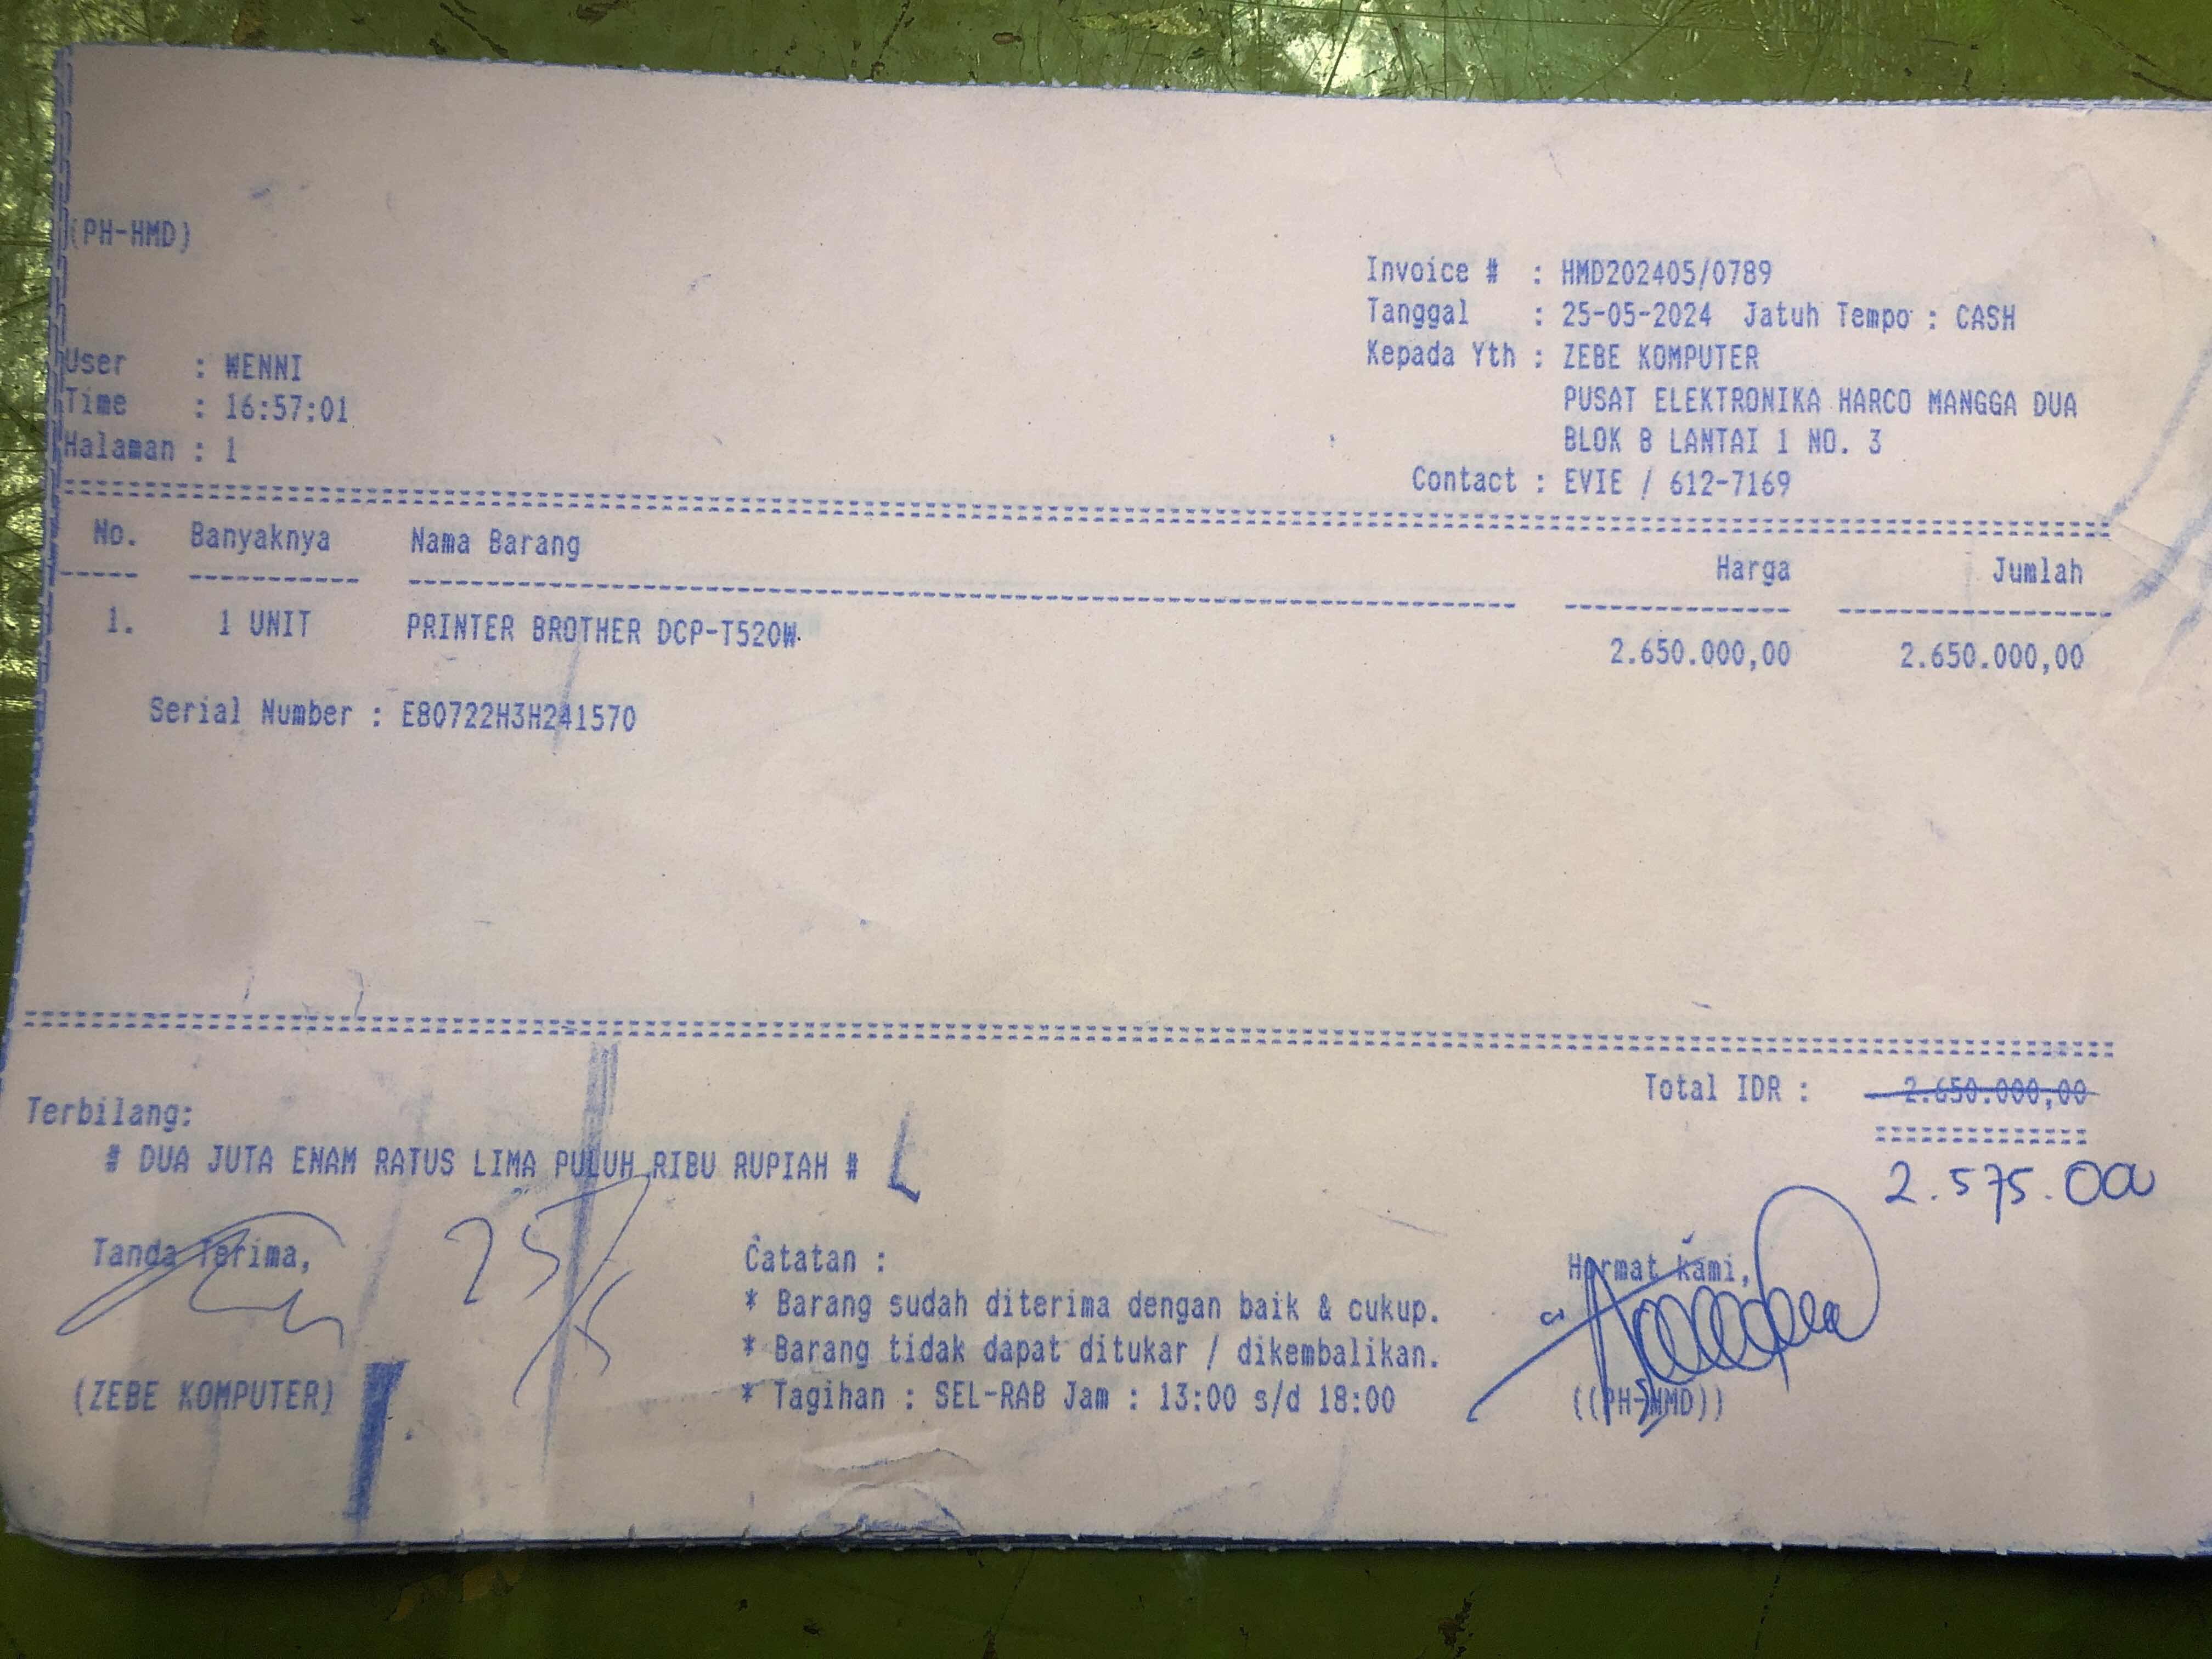 (PH-HMD)
Invoice # : HMD202405/0789
Tanggal : 25-05-2024 Jatuh Tempo : CASH
Kepada Yth : ZEBE KOMPUTER
PUSAT ELEKTRONIKA HARCO MANGGA DUA
BLOK B LANTAI 1 NO. 3
Contact : EVIE / 612-7169
User : WENNI
Time : 16:57:01
Halaman : 1
No. Banyaknya Nama Barang Harga Jumlah
1. 1 UNIT PRINTER BROTHER DCP-T520W 2.650.000,00 2.650.000,00
Serial Number : E80722H3H241570
Total IDR : 2.650.000,00
2.575.000
Terbilang:
# DUA JUTA ENAM RATUS LIMA PULUH RIBU RUPIAH #
Tanda Terima,
25/5
(ZEBE KOMPUTER)
Catatan :
* Barang sudah diterima dengan baik & cukup.
* Barang tidak dapat ditukar / dikembalikan.
* Tagihan : SEL-RAB Jam : 13:00 s/d 18:00
Hormat kami,
((PH-HMD))